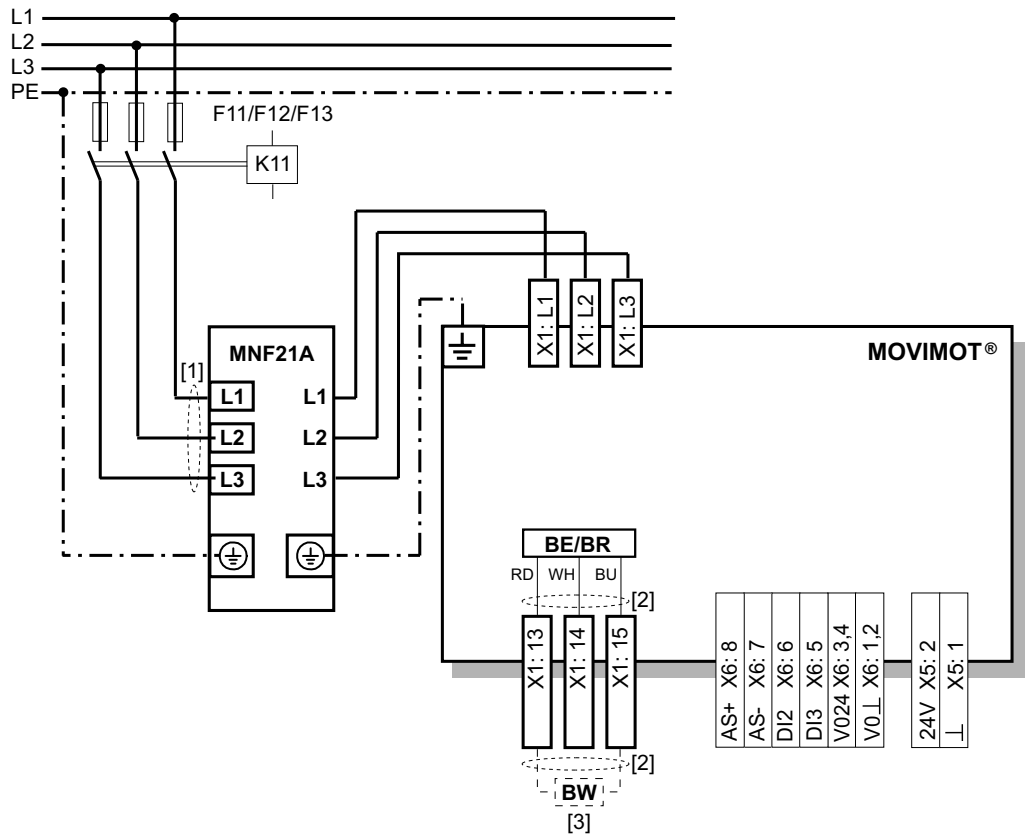 L1
L2
L3
PE
F11/F12/F13
K11
X1: L1
X1: L2
X1: L3
MNF21A
MOVIMOT®
[1]
L1 L1
L2 L2
L3 L3
BE/BR
RD WH BU
[2]
X1: 13
X1: 14
X1: 15
AS+ X6: 8
AS- X6: 7
DI2 X6: 6
DI3 X6: 5
V024 X6: 3,4
V0⊥ X6: 1,2
24V X5: 2
⊥ X5: 1
[2]
BW
[3]